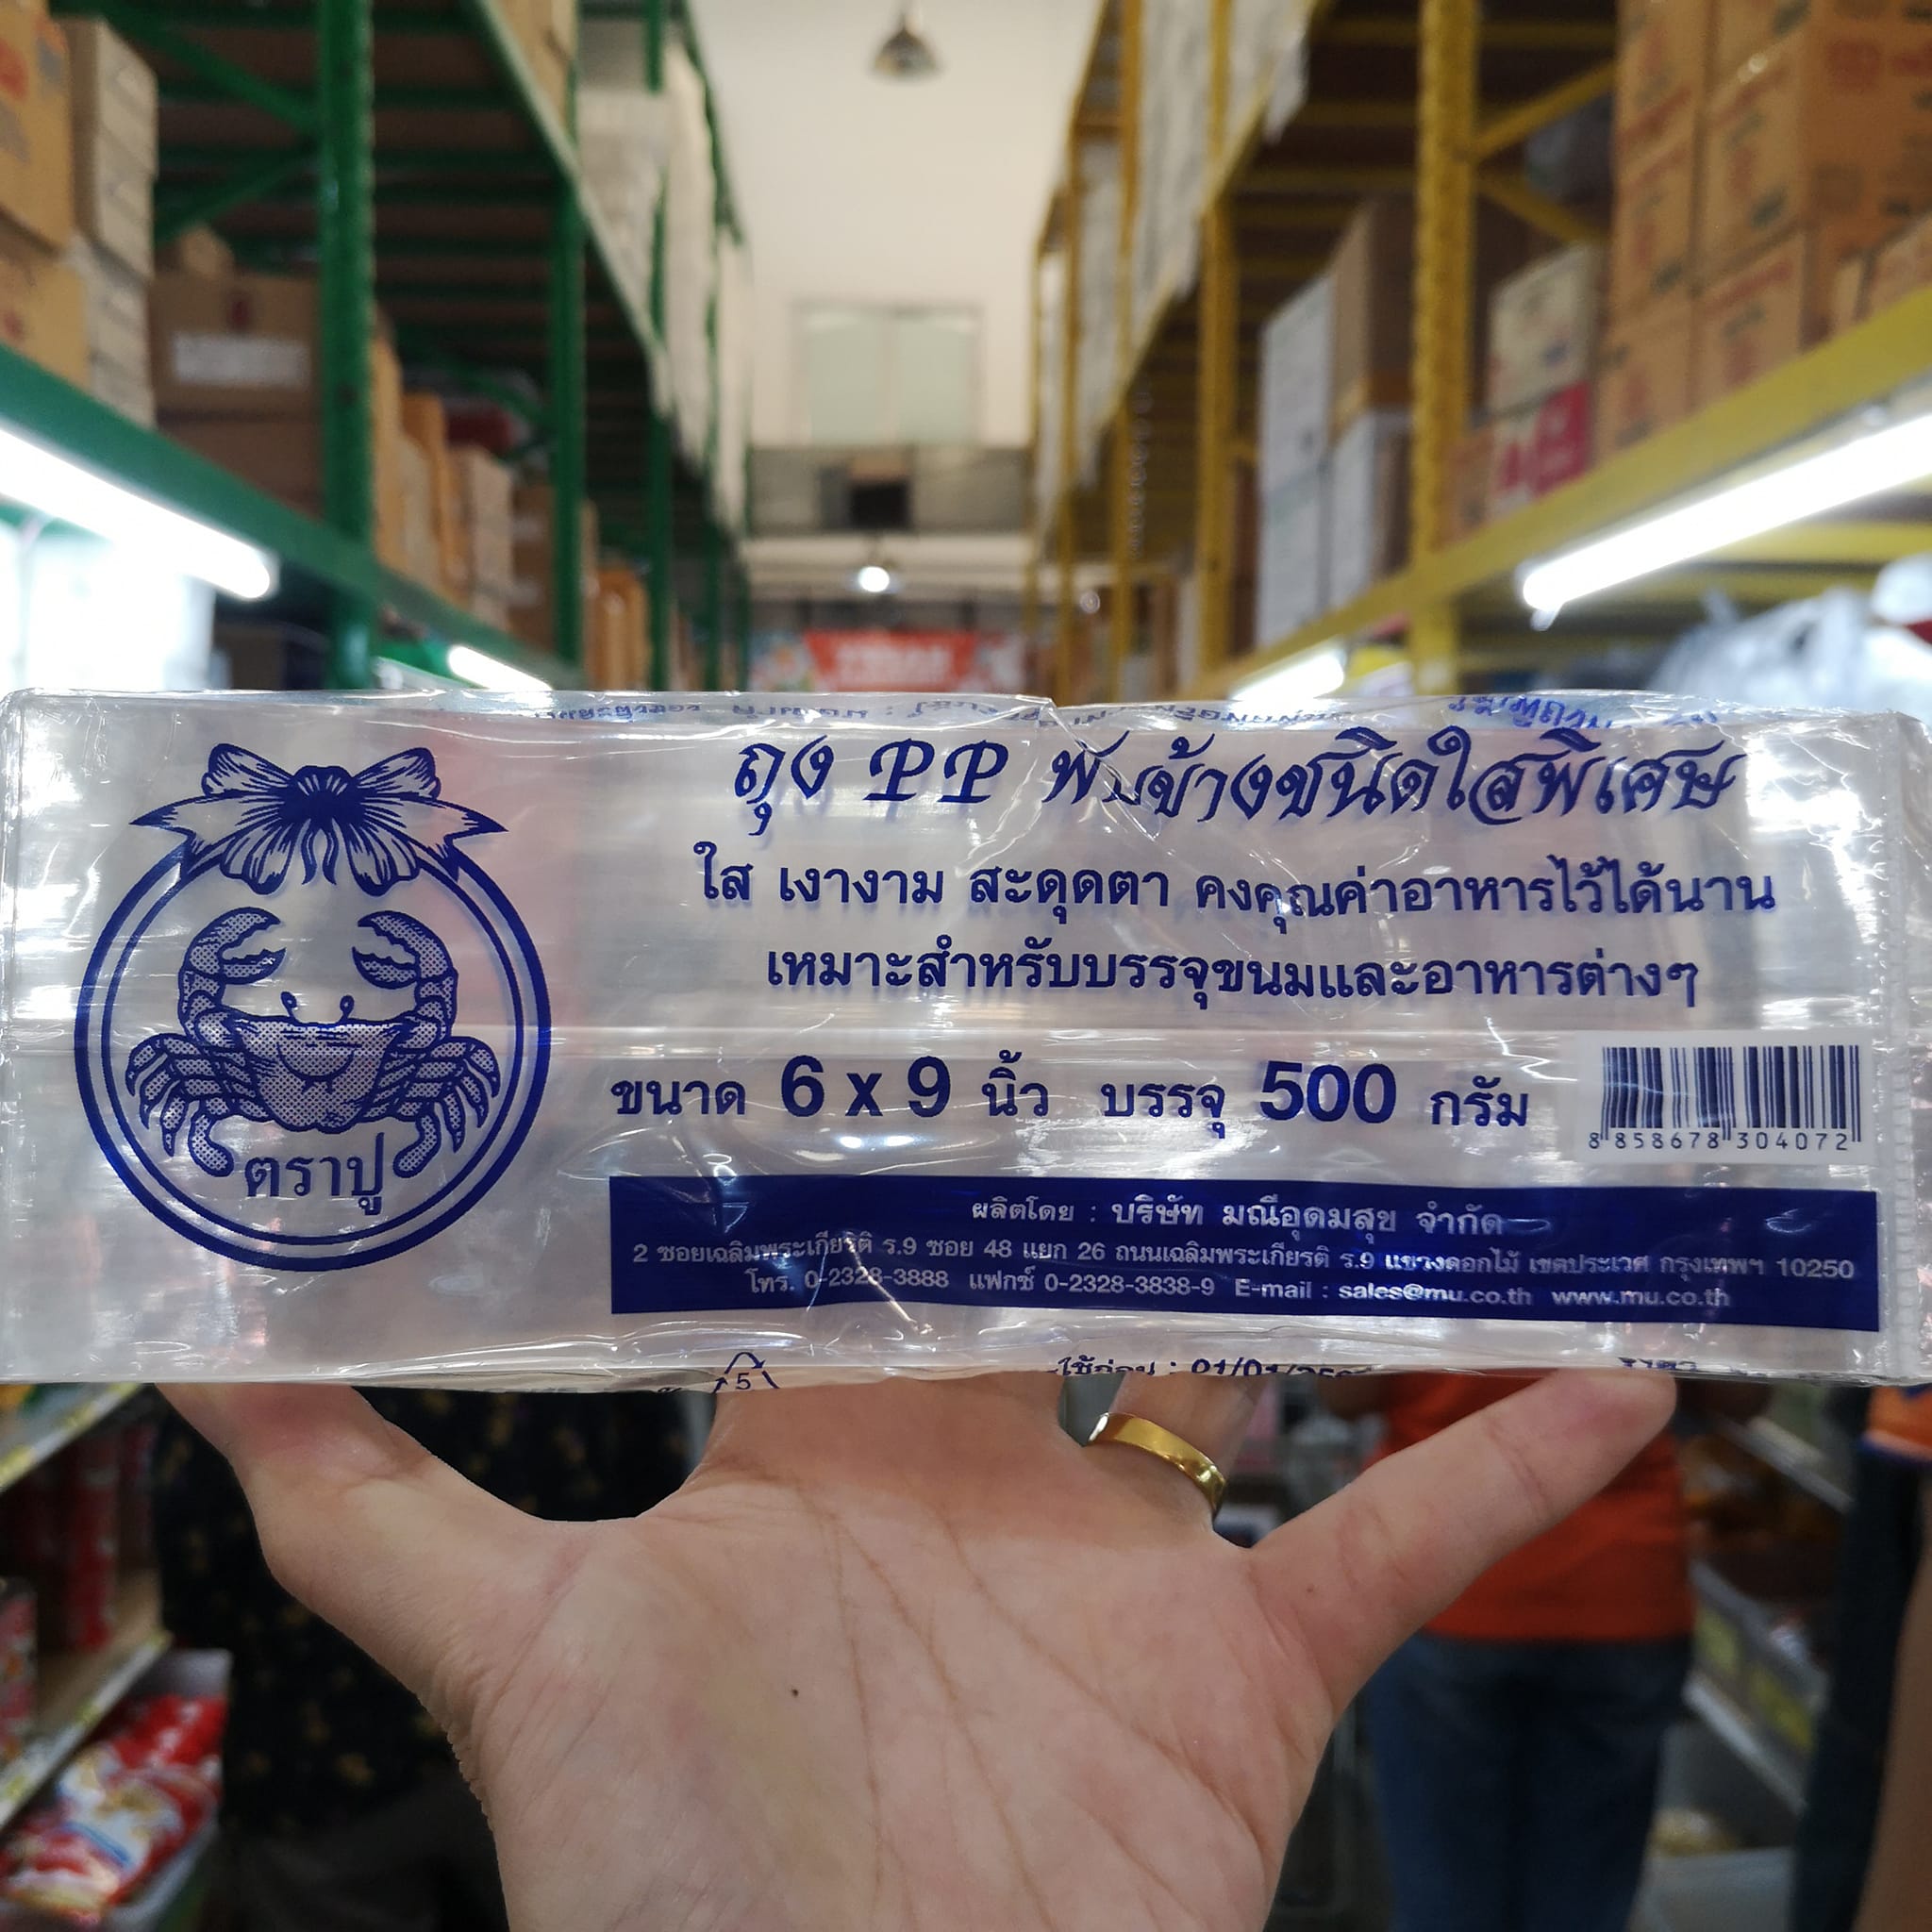 ถุง PP พับข้างชนิดใสพิเศษ
ใส เงางาม สะดุดตา คงคุณค่าอาหารไว้ได้นาน
เหมาะสำหรับบรรจุขนมและอาหารต่างๆ
ขนาด 6 x 9 นิ้ว บรรจุ 500 กรัม
8 858678 304072
ตราปู
ผลิตโดย : บริษัท มณีอุดมสุข จำกัด
2 ซอยเฉลิมพระเกียรติ ร.9 ซอย 48 แยก 26 ถนนเฉลิมพระเกียรติ ร.9 แขวงดอกไม้ เขตประเวศ กรุงเทพฯ 10250
โทร. 0-2328-3888 แฟกซ์ 0-2328-3838-9 E-mail : sales@mu.co.th www.mu.co.th
5
ใช้ก่อน : 01/01/